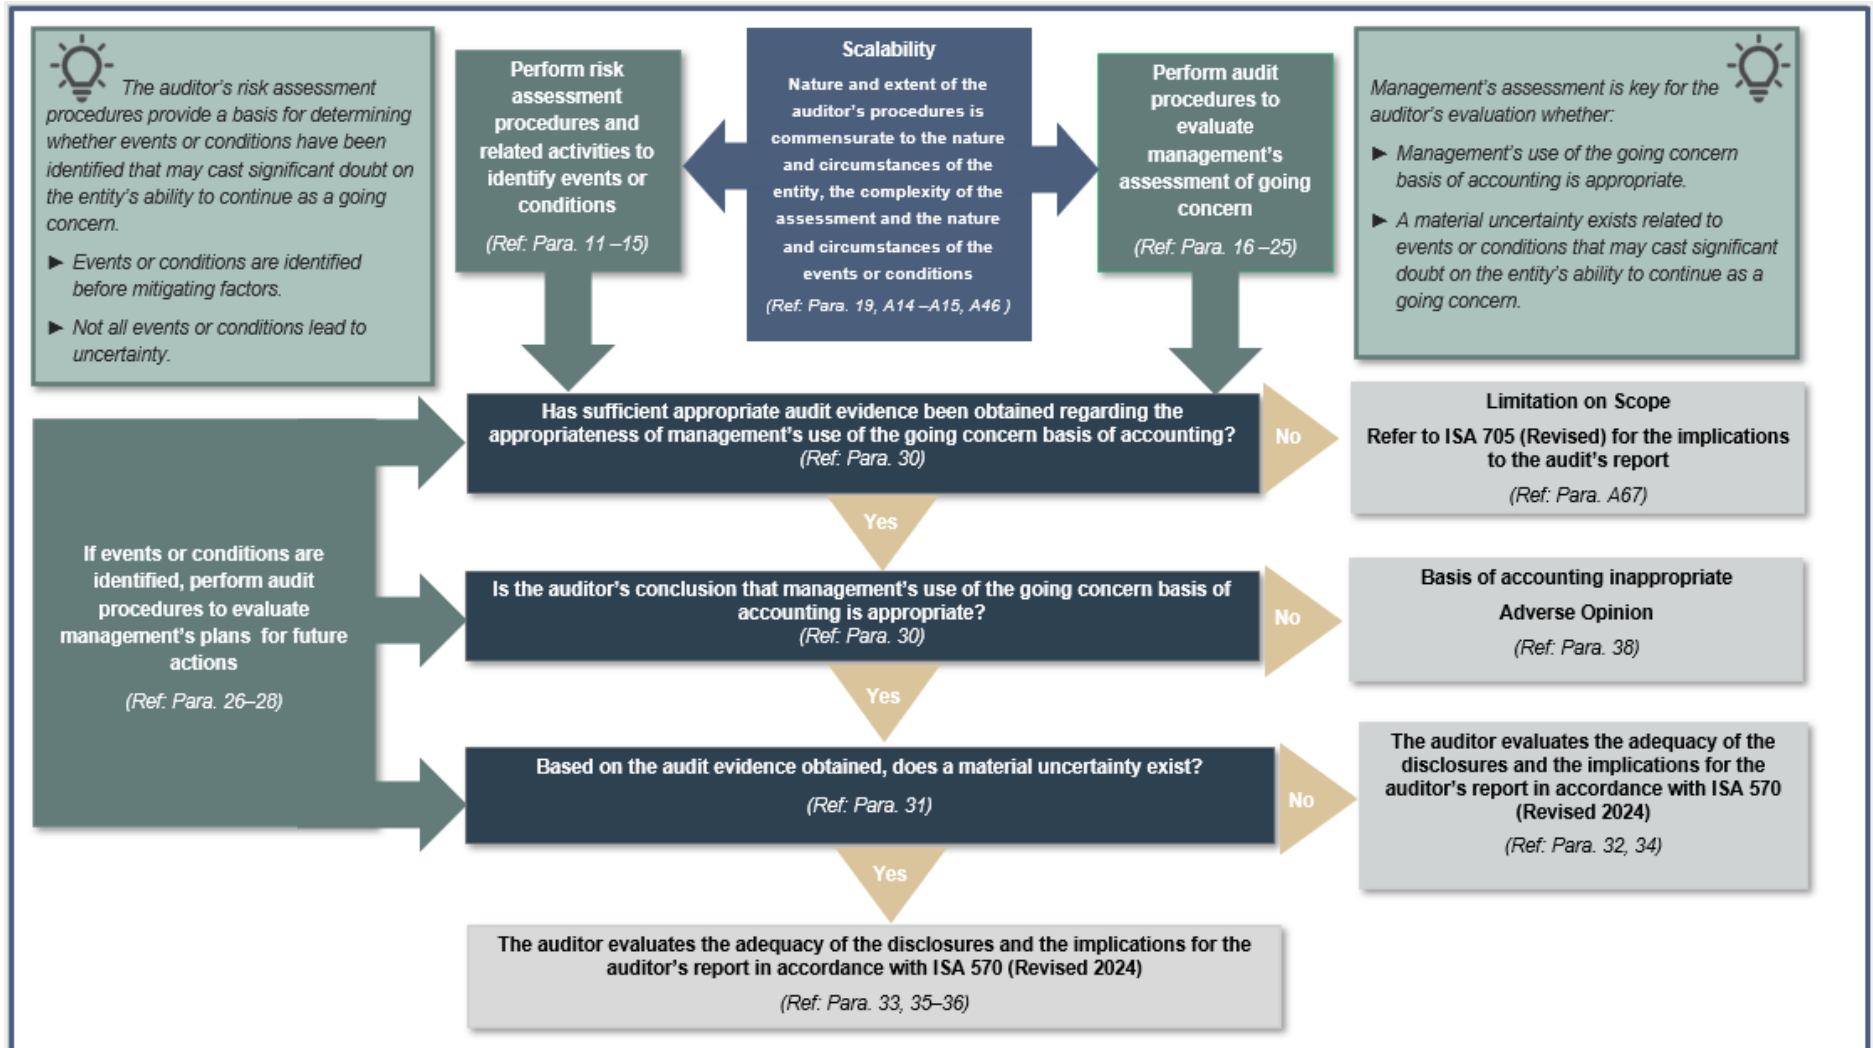 The auditor's risk assessment
procedures provide a basis for determining
whether events or conditions have been
identified that may cast significant doubt on
the entity's ability to continue as a going
concern.
► Events or conditions are identified
before mitigating factors.
► Not all events or conditions lead to
uncertainty.
Perform risk
assessment
procedures and
related activities to
identify events or
conditions
(Ref: Para. 11 –15)
Scalability
Nature and extent of the
auditor's procedures is
commensurate to the nature
and circumstances of the
entity, the complexity of the
assessment and the nature
and circumstances of the
events or conditions
(Ref: Para. 19, A14 –A15, A46 )
Perform audit
procedures to
evaluate
management's
assessment of going
concern
(Ref: Para. 16 –25)
Management's assessment is key for the
auditor's evaluation whether:
► Management's use of the going concern
basis of accounting is appropriate.
► A material uncertainty exists related to
events or conditions that may cast significant
doubt on the entity's ability to continue as a
going concern.
If events or conditions are
identified, perform audit
procedures to evaluate
management's plans for future
actions
(Ref: Para. 26–28)
Has sufficient appropriate audit evidence been obtained regarding the
appropriateness of management's use of the going concern basis of accounting?
(Ref: Para. 30)
No
Limitation on Scope
Refer to ISA 705 (Revised) for the implications
to the audit's report
(Ref: Para. A67)
Yes
Is the auditor's conclusion that management's use of the going concern basis of
accounting is appropriate?
(Ref: Para. 30)
No
Basis of accounting inappropriate
Adverse Opinion
(Ref: Para. 38)
Yes
Based on the audit evidence obtained, does a material uncertainty exist?
(Ref: Para. 31)
No
The auditor evaluates the adequacy of the
disclosures and the implications for the
auditor's report in accordance with ISA 570
(Revised 2024)
(Ref: Para. 32, 34)
Yes
The auditor evaluates the adequacy of the disclosures and the implications for the
auditor's report in accordance with ISA 570 (Revised 2024)
(Ref: Para. 33, 35–36)